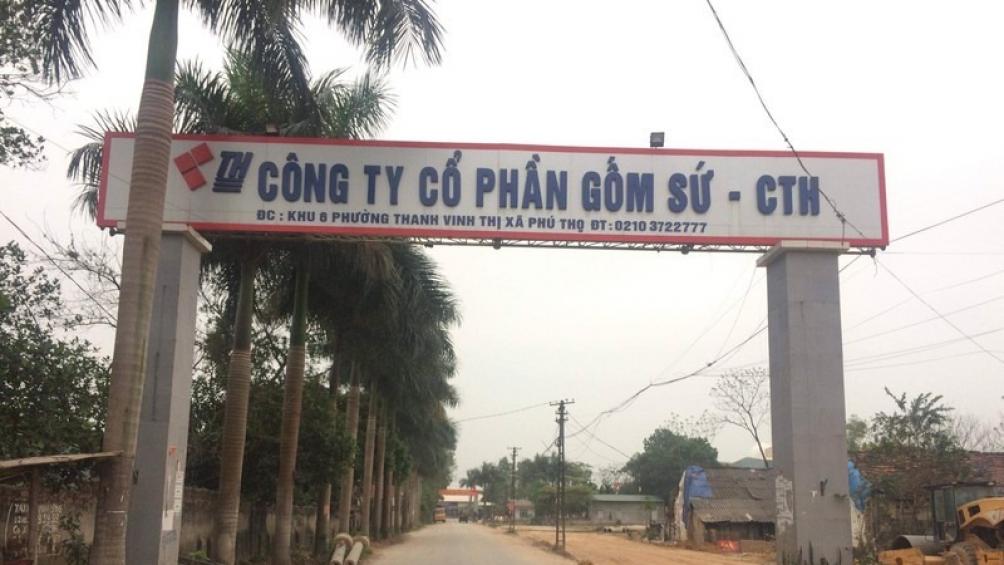 TH CÔNG TY CỔ PHẦN GỐM SỨ - CTH
ĐC : KHU 6 PHƯỜNG THANH VINH THỊ XÃ PHÚ THỌ ĐT : 0210 3722777